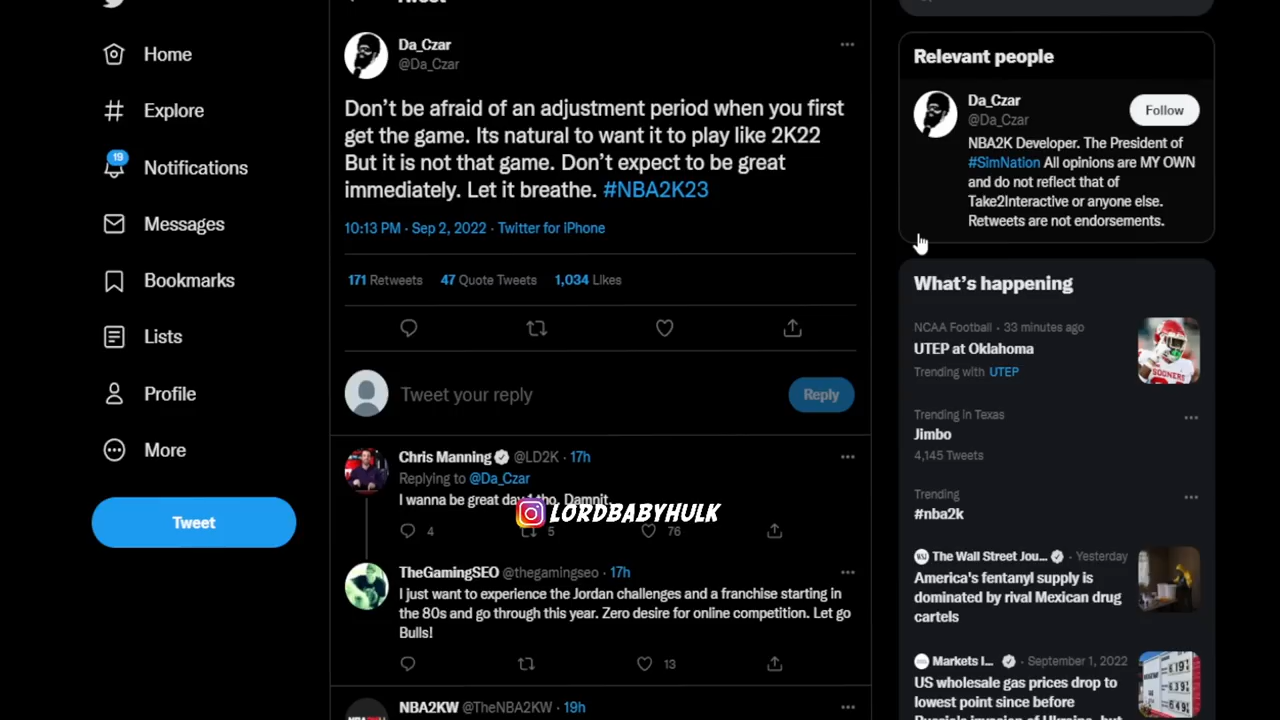 Home
Explore
19
Notifications
Messages
Bookmarks
Lists
Profile
More
Tweet
Da_Czar
@Da_Czar
Don’t be afraid of an adjustment period when you first
get the game. Its natural to want it to play like 2K22
But it is not that game. Don’t expect to be great
immediately. Let it breathe. #NBA2K23
10:13 PM · Sep 2, 2022 · Twitter for iPhone
171 Retweets 47 Quote Tweets 1,034 Likes
Tweet your reply
Reply
Chris Manning @LD2K · 17h
Replying to @Da_Czar
I wanna be great day 1 tho. Damnit.
LORDBABYHULK
4 5 76
TheGamingSEO @thegamingseo · 17h
I just want to experience the Jordan challenges and a franchise starting in
the 80s and go through this year. Zero desire for online competition. Let go
Bulls!
13
NBA2KW @TheNBA2KW · 19h
Relevant people
Da_Czar
@Da_Czar
Follow
NBA2K Developer. The President of
#SimNation All opinions are MY OWN
and do not reflect that of
Take2Interactive or anyone else.
Retweets are not endorsements.
What’s happening
NCAA Football · 33 minutes ago
UTEP at Oklahoma
Trending with UTEP
Trending in Texas
Jimbo
4,145 Tweets
Trending
#nba2k
The Wall Street Jou... · Yesterday
America's fentanyl supply is
dominated by rival Mexican drug
cartels
Markets I... · September 1, 2022
US wholesale gas prices drop to
lowest point since before